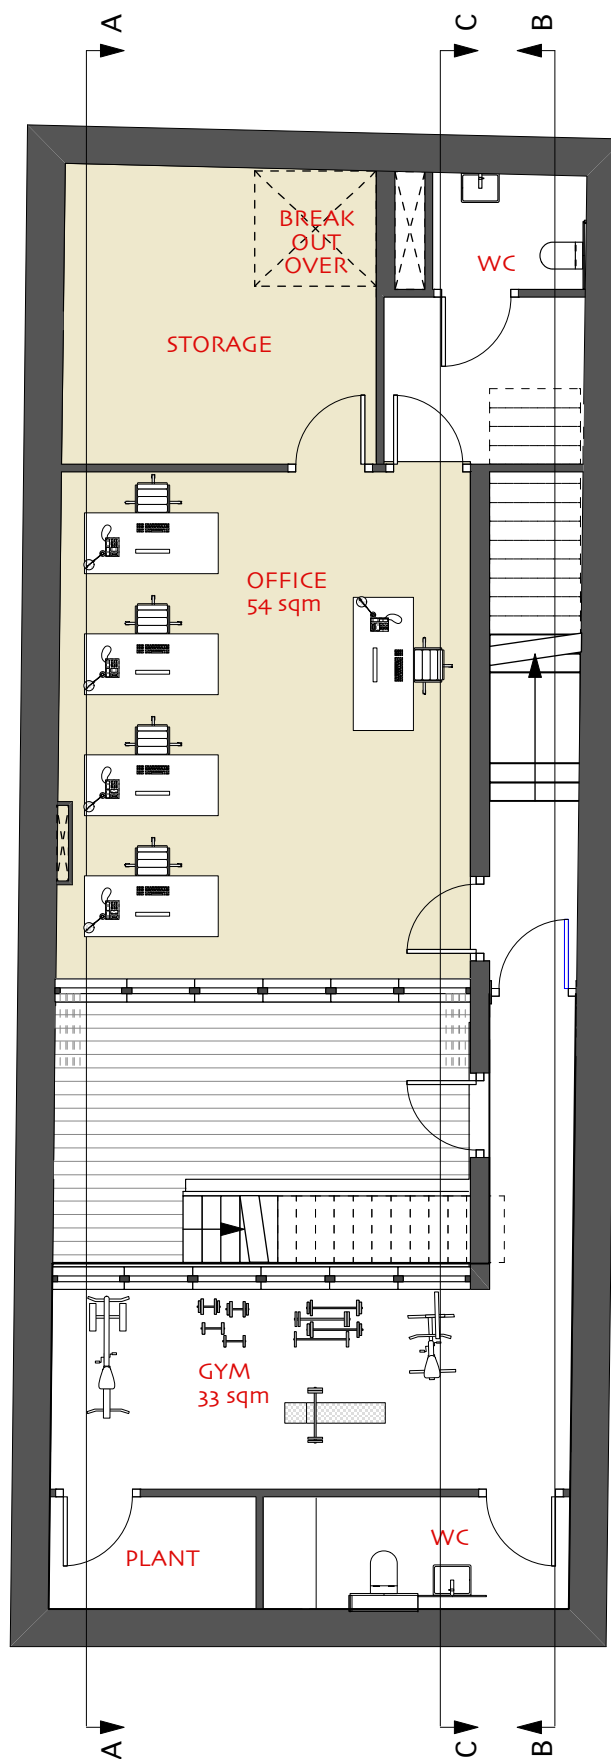 A
C
B
BREAK
OUT
OVER
WC
STORAGE
OFFICE
54 sqm
GYM
33 sqm
PLANT
WC
A
C
B